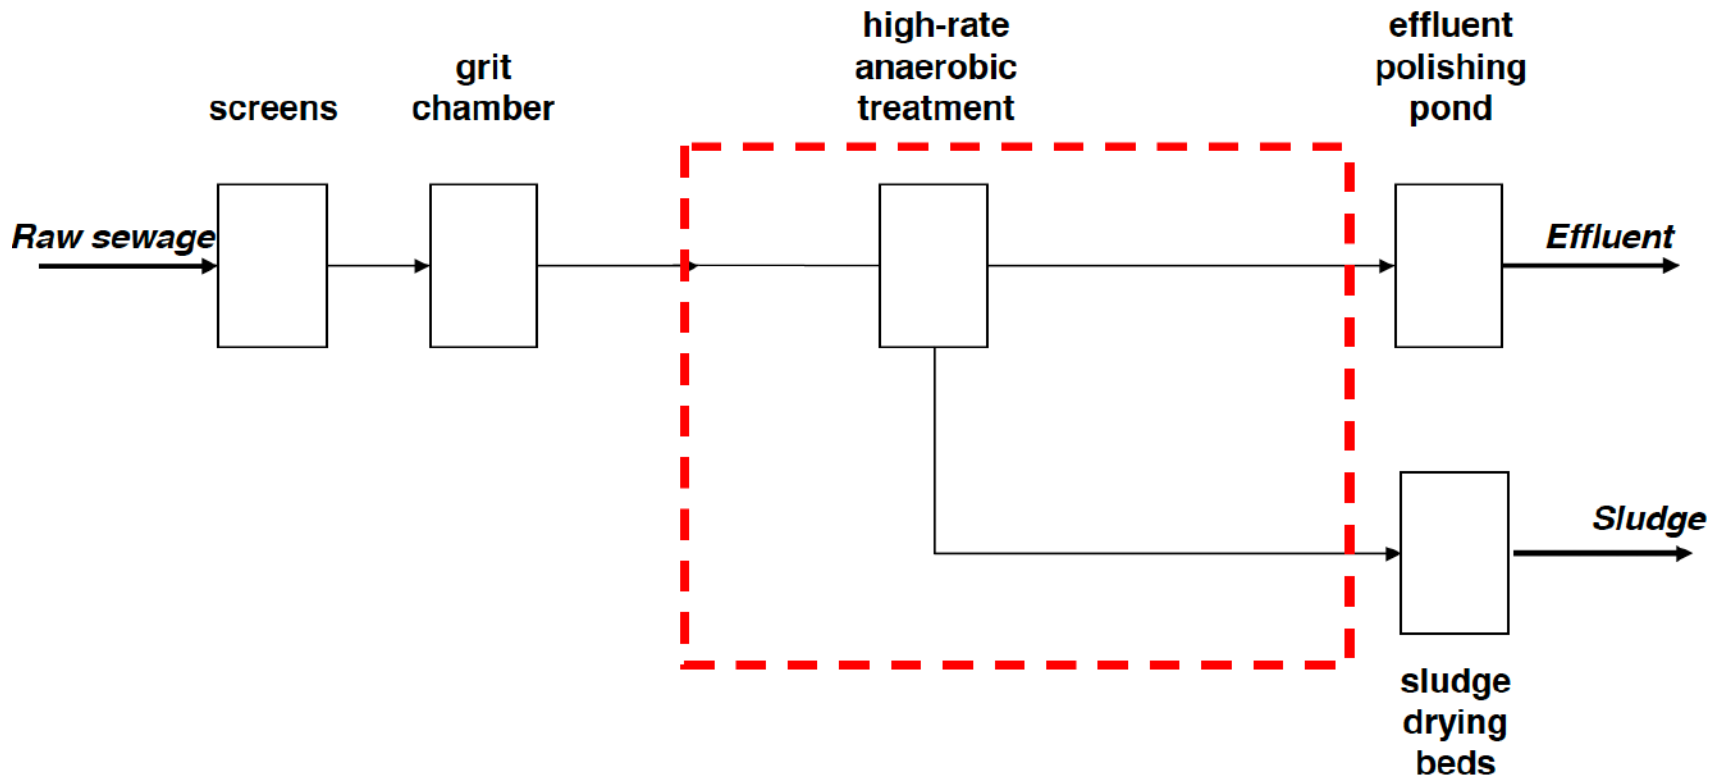 screens
grit
chamber
high-rate
anaerobic
treatment
effluent
polishing
pond
Raw sewage
Effluent
Sludge
sludge
drying
beds